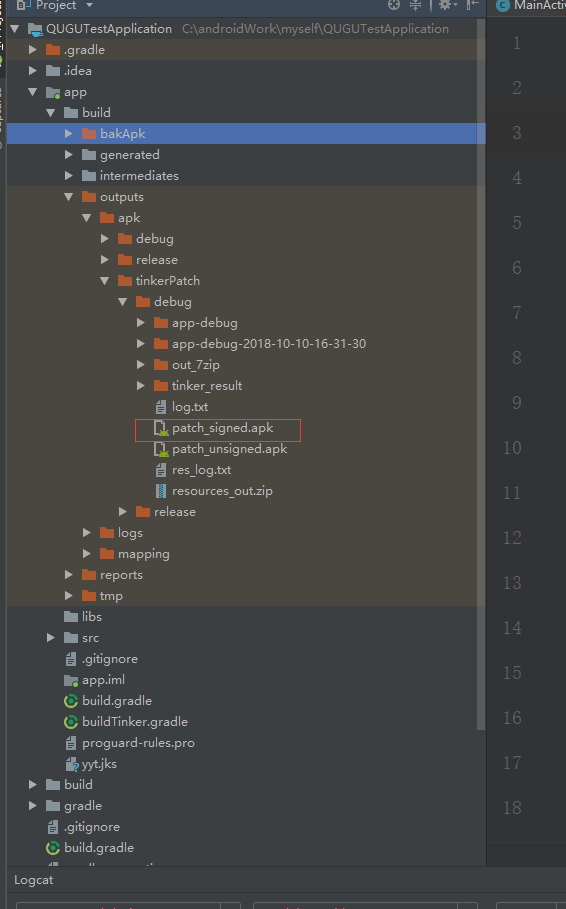 Project
MainActiv
QUGUTestApplication C:\androidWork\myself\QUGUTestApplication
.gradle
.idea
app
build
bakApk
generated
intermediates
outputs
apk
debug
release
tinkerPatch
debug
app-debug
app-debug-2018-10-10-16-31-30
out_7zip
tinker_result
log.txt
patch_signed.apk
patch_unsigned.apk
res_log.txt
resources_out.zip
release
logs
mapping
reports
tmp
libs
src
.gitignore
app.iml
build.gradle
buildTinker.gradle
proguard-rules.pro
yyt.jks
build
gradle
.gitignore
build.gradle
Logcat
1
2
3
4
5
6
7
8
9
10
11
12
13
14
15
16
17
18